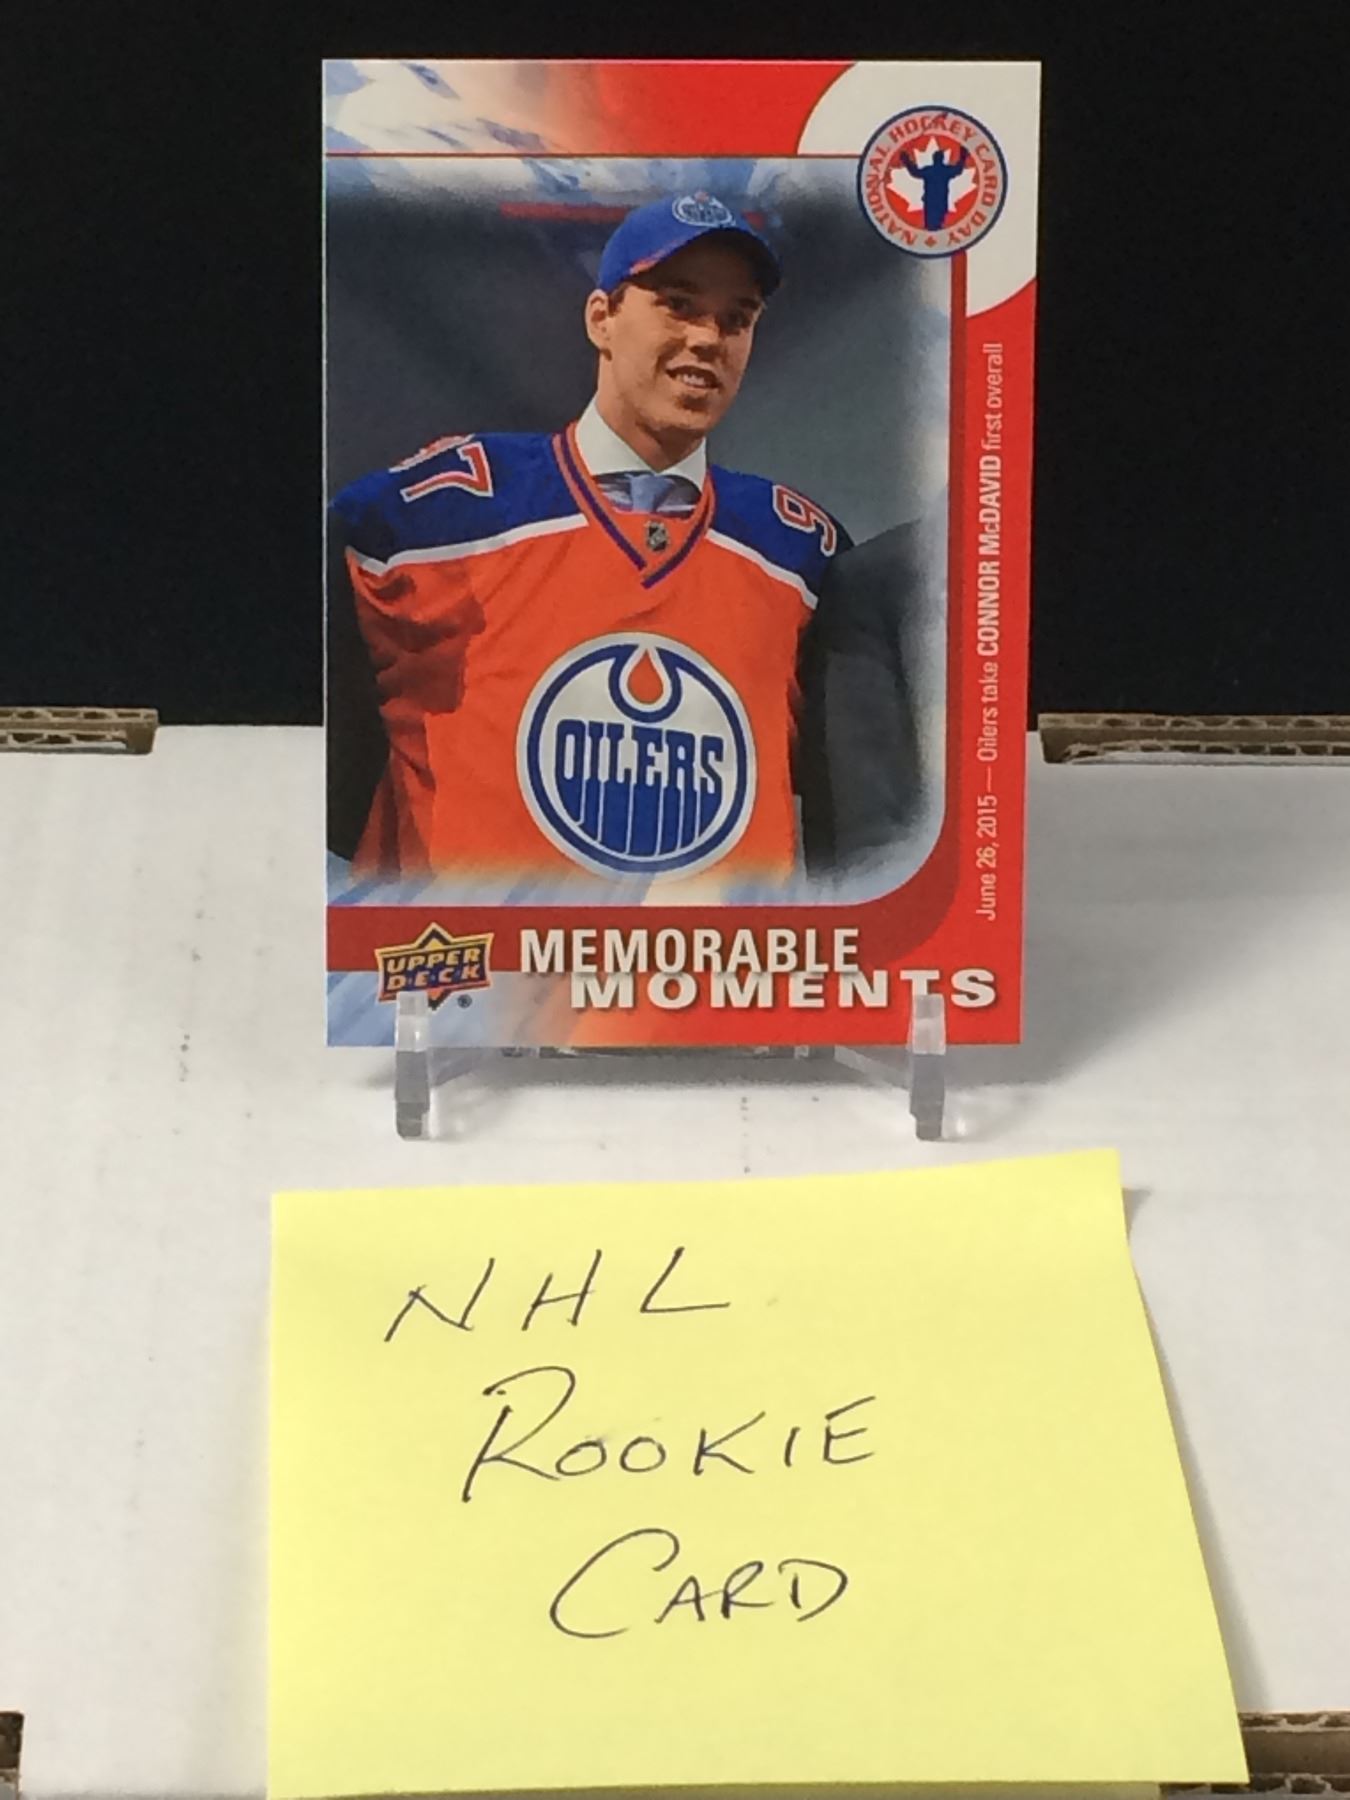 NATIONAL HOCKEY CARD DAY
OILERS
97
June 26, 2015 — Oilers take CONNOR McDAVID first overall
OILERS
UPPER
DECK®
MEMORABLE
MOMENTS
NHL
ROOKIE
CARD